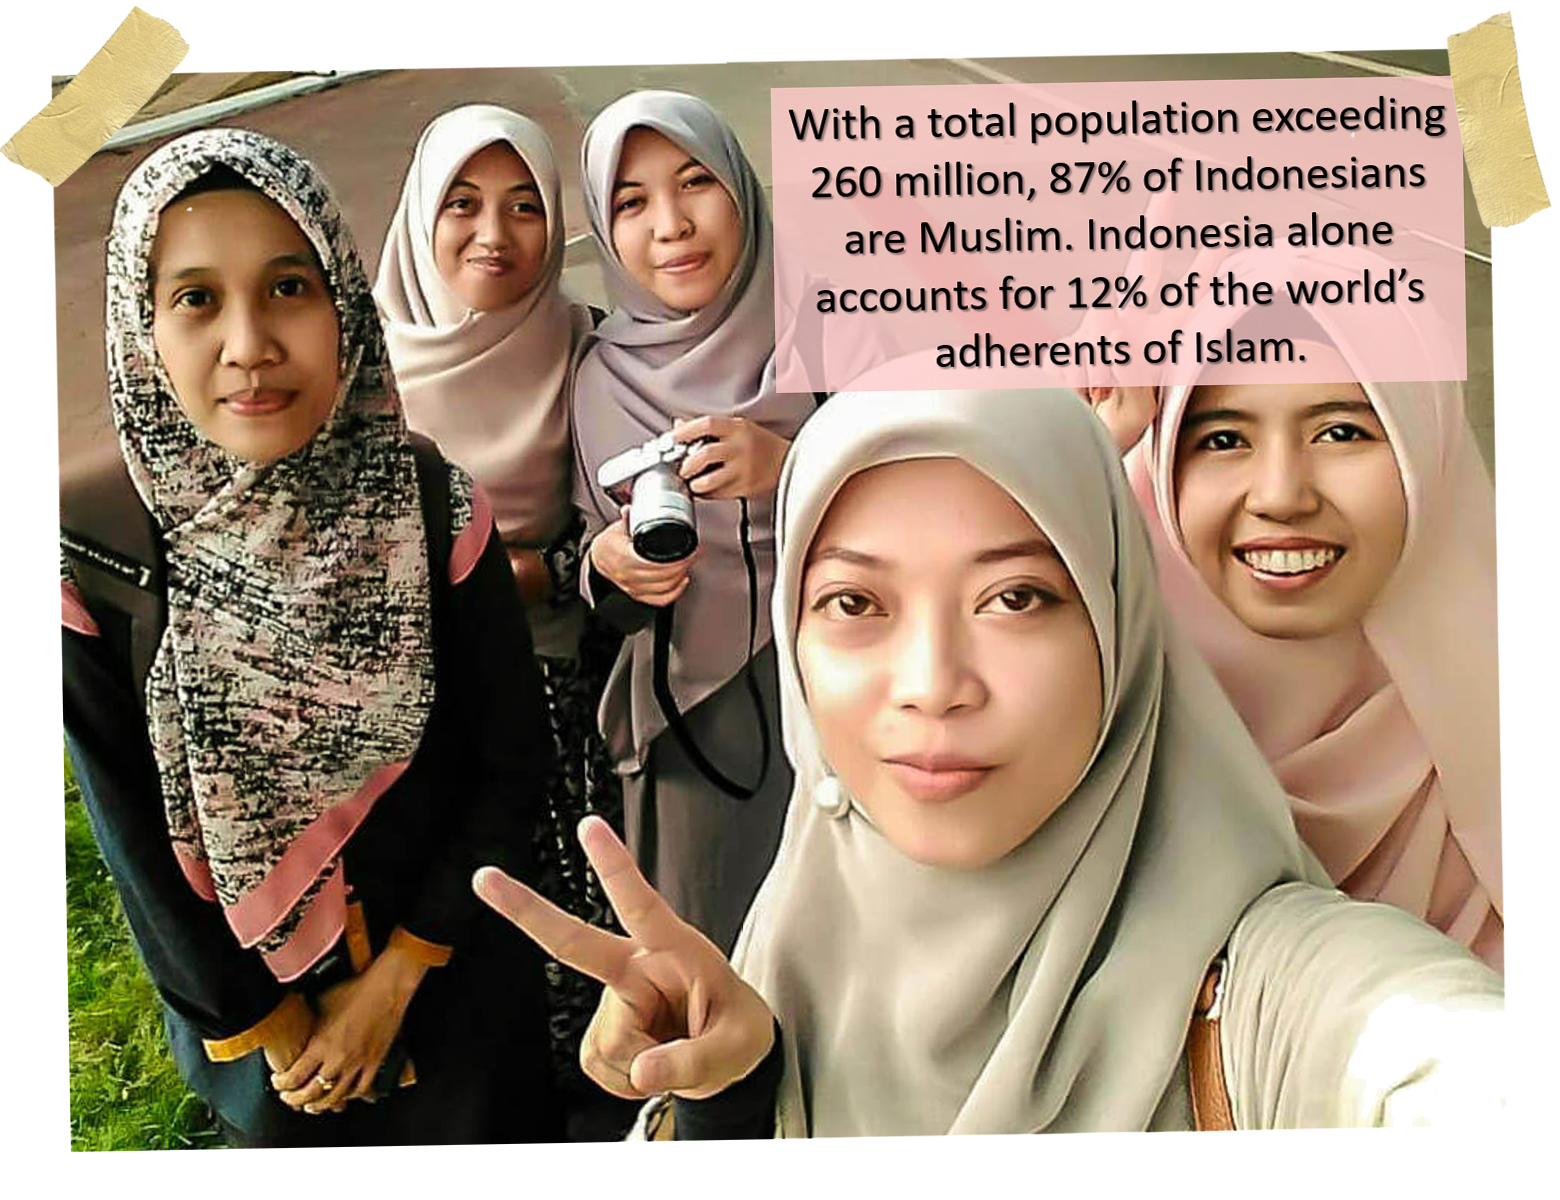 With a total population exceeding
260 million, 87% of Indonesians
are Muslim. Indonesia alone
accounts for 12% of the world’s
adherents of Islam.